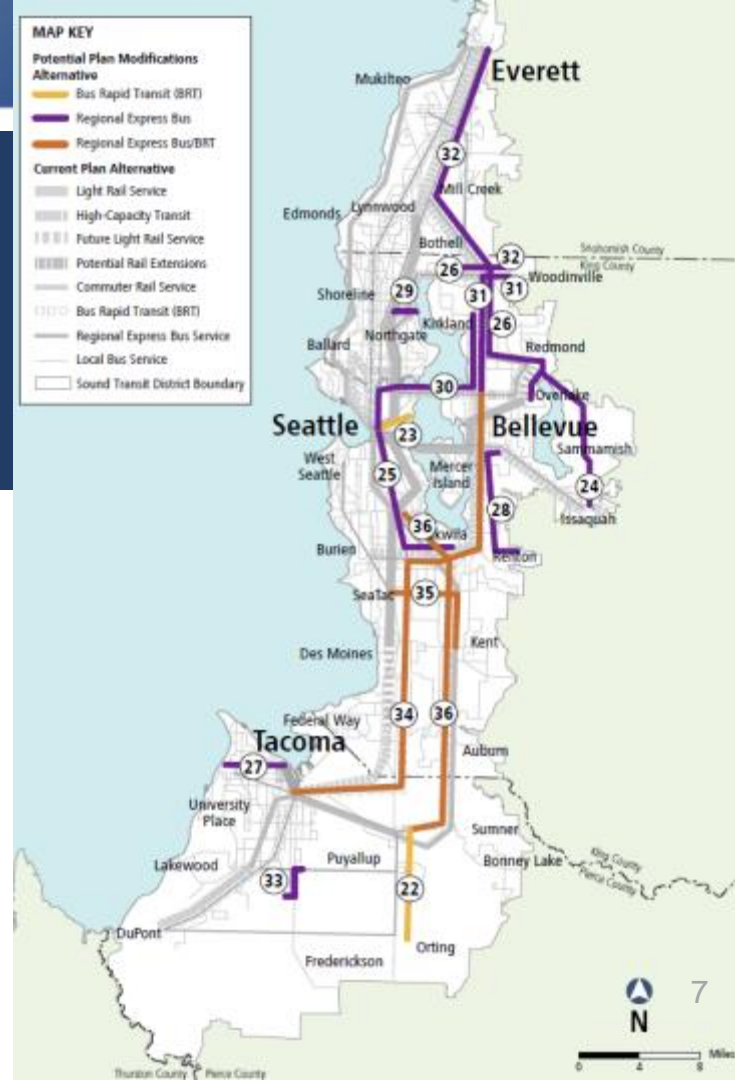 MAP KEY
Potential Plan Modifications
Alternative
Bus Rapid Transit (BRT)
Regional Express Bus
Regional Express Bus/BRT
Current Plan Alternative
Light Rail Service
High-Capacity Transit
Future Light Rail Service
Potential Rail Extensions
Commuter Rail Service
Bus Rapid Transit (BRT)
Regional Express Bus Service
Local Bus Service
Sound Transit District Boundary
Everett
Mukilteo
32
Mill Creek
Lynnwood
Edmonds
Bothell
Snohomish County
King County
32
26
Woodinville
31
31
29
Shoreline
26
Kirkland
Northgate
Redmond
Ballard
30
Overlake
Seattle
23
Bellevue
Sammamish
West
Seattle
25
Mercer
Island
24
28
Issaquah
36
kwila
Burien
Renton
SeaTac
35
Kent
Des Moines
34
36
Federal Way
Tacoma
Auburn
27
University
Place
Sumner
Lakewood
Puyallup
Bonney Lake
King County
Pierce County
33
22
DuPont
Orting
Frederickson
7
N
Miles
0 4 8
Thurston County
Pierce County